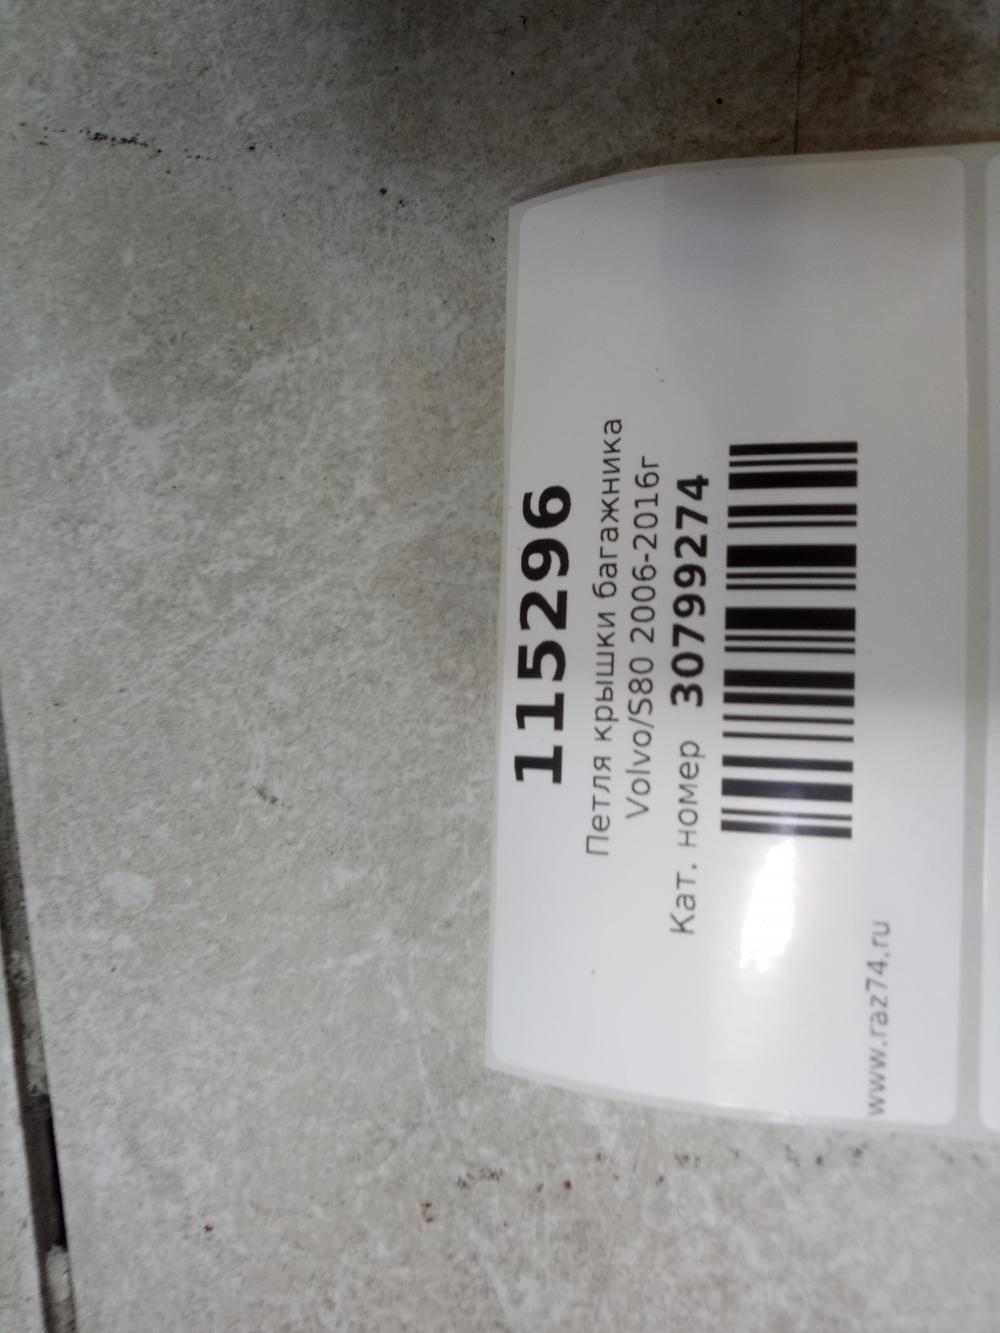 115296
Петля крышки багажника
Volvo/S80 2006-2016г
Кат. номер 30799274
www.raz74.ru